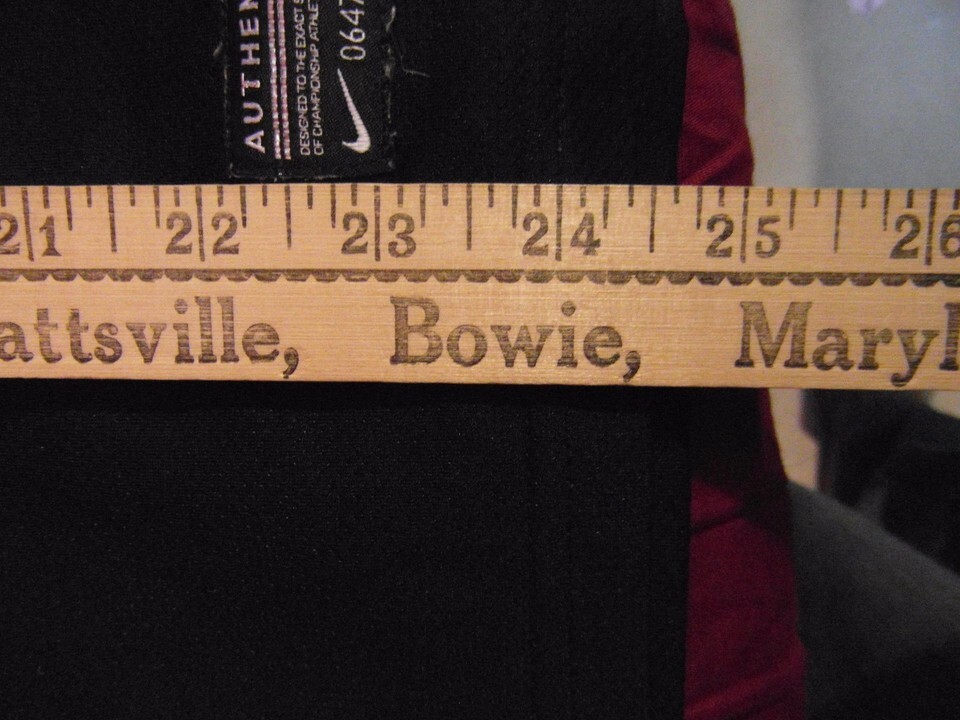 AUTHEN
DESIGNED TO THE EXACT S
OF CHAMPIONSHIP ATHLE
0647
21 22 23 24 25 26
attsville, Bowie, Maryl